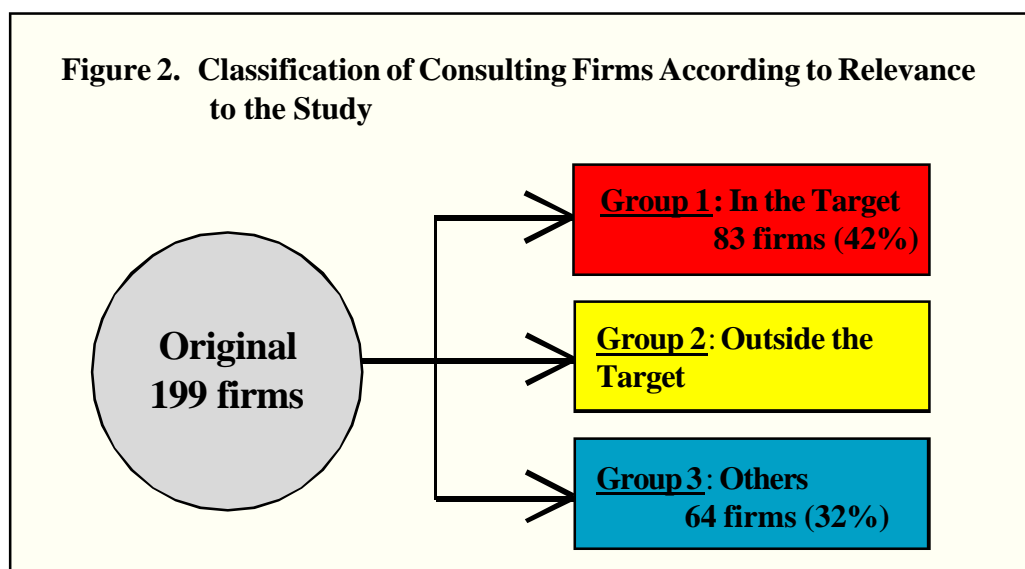 Figure 2. Classification of Consulting Firms According to Relevance
to the Study
Original
199 firms
Group 1: In the Target
83 firms (42%)
Group 2: Outside the
Target
Group 3: Others
64 firms (32%)